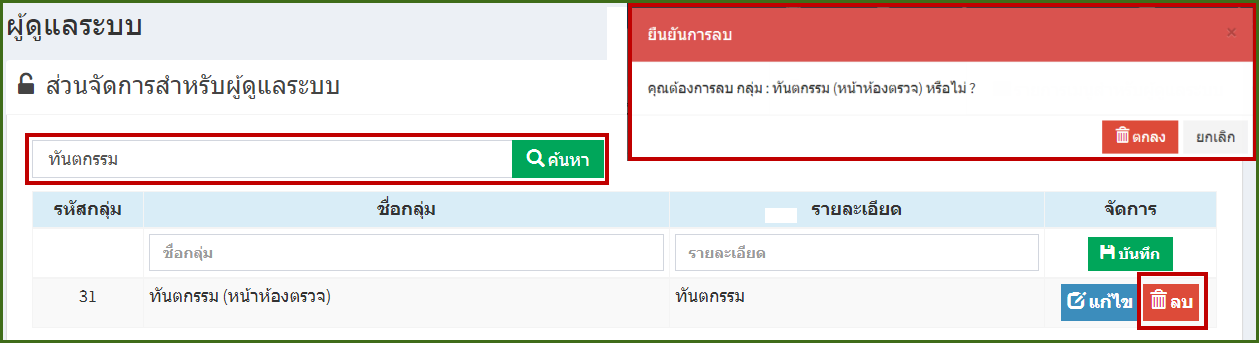 ผู้ดูแลระบบ
ส่วนจัดการสำหรับผู้ดูแลระบบ
ยืนยันการลบ ×
คุณต้องการลบ กลุ่ม : ทันตกรรม (หน้าห้องตรวจ) หรือไม่ ?
ตกลง ยกเลิก
ทันตกรรม ค้นหา
รหัสกลุ่ม ชื่อกลุ่ม รายละเอียด จัดการ
ชื่อกลุ่ม รายละเอียด บันทึก
31 ทันตกรรม (หน้าห้องตรวจ) ทันตกรรม แก้ไข ลบ